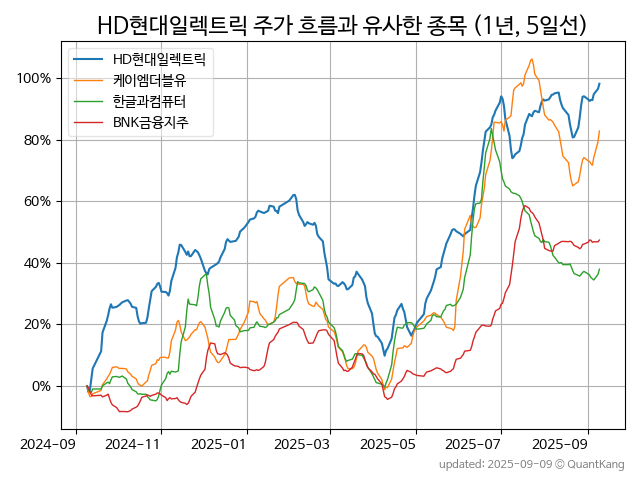 HD현대일렉트릭 주가 흐름과 유사한 종목 (1년, 5일선)
HD현대일렉트릭
케이엠더블유
한글과컴퓨터
BNK금융지주
100%
80%
60%
40%
20%
0%
2024-09 2024-11 2025-01 2025-03 2025-05 2025-07 2025-09
updated: 2025-09-09 © QuantKang